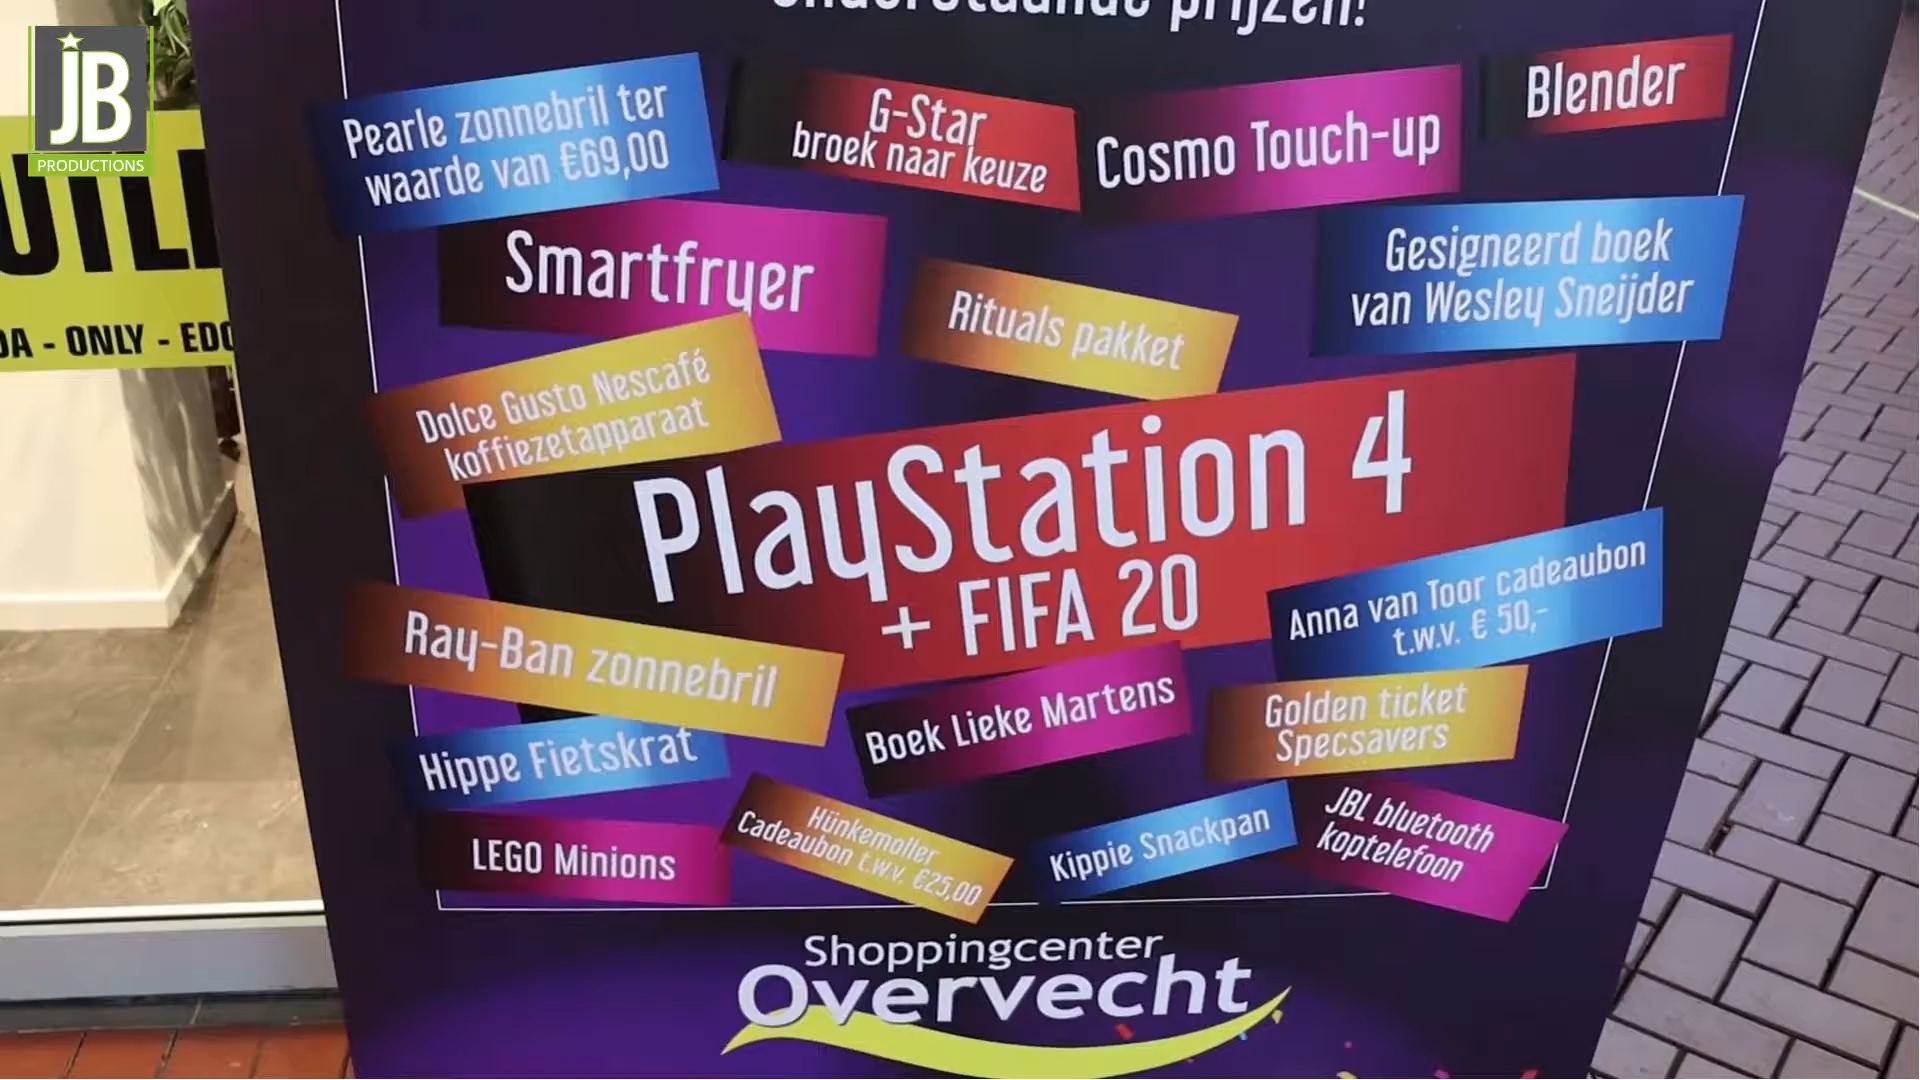 onderstaande prijzen!
JB
PRODUCTIONS
Pearle zonnebril ter
waarde van €69,00
G-Star
broek naar keuze
Cosmo Touch-up
Blender
Smartfryer
Rituals pakket
Gesigneerd boek
van Wesley Sneijder
Dolce Gusto Nescafé
koffiezetapparaat
PlayStation 4
+ FIFA 20
Anna van Toor cadeaubon
t.w.v. € 50,-
Ray-Ban zonnebril
Boek Lieke Martens
Golden ticket
Specsavers
Hippe Fietskrat
LEGO Minions
Hünkemöller
Cadeaubon t.w.v. €25,00
Kippie Snackpan
JBL bluetooth
koptelefoon
Shoppingcenter
Overvecht
- ONLY -